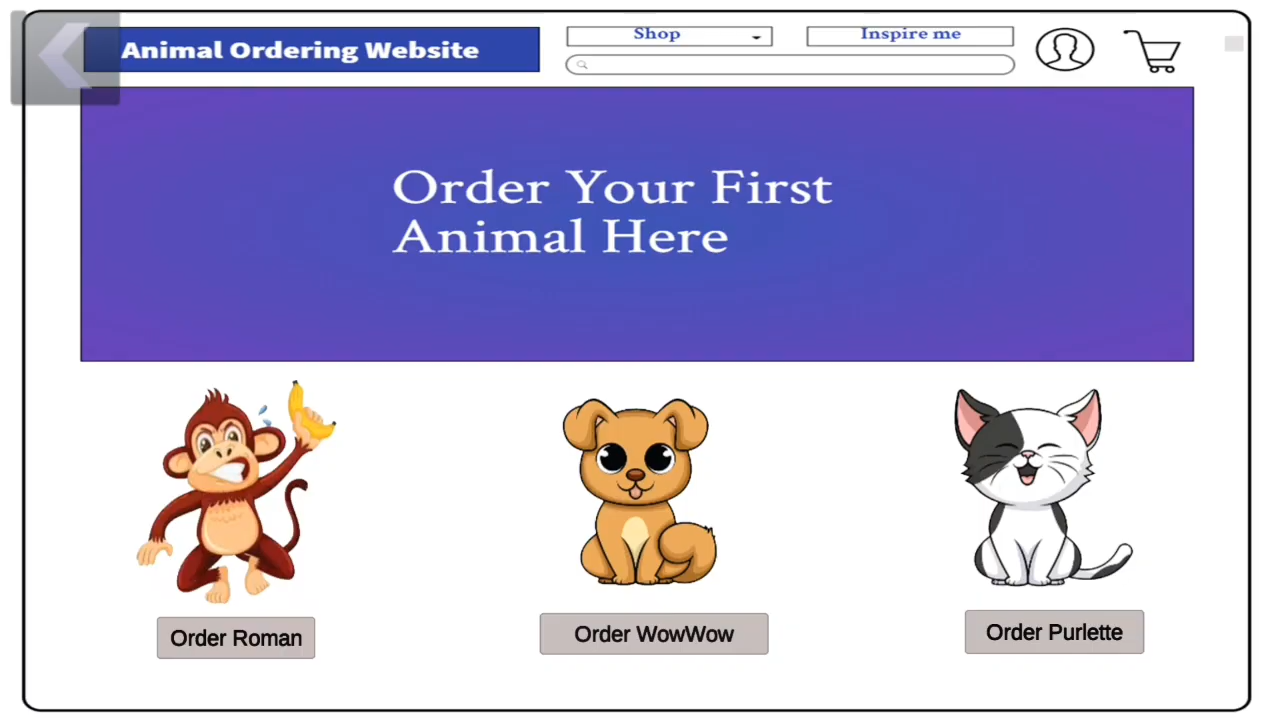 Animal Ordering Website
Shop
Inspire me
Order Your First
Animal Here
Order Roman
Order WowWow
Order Purlette